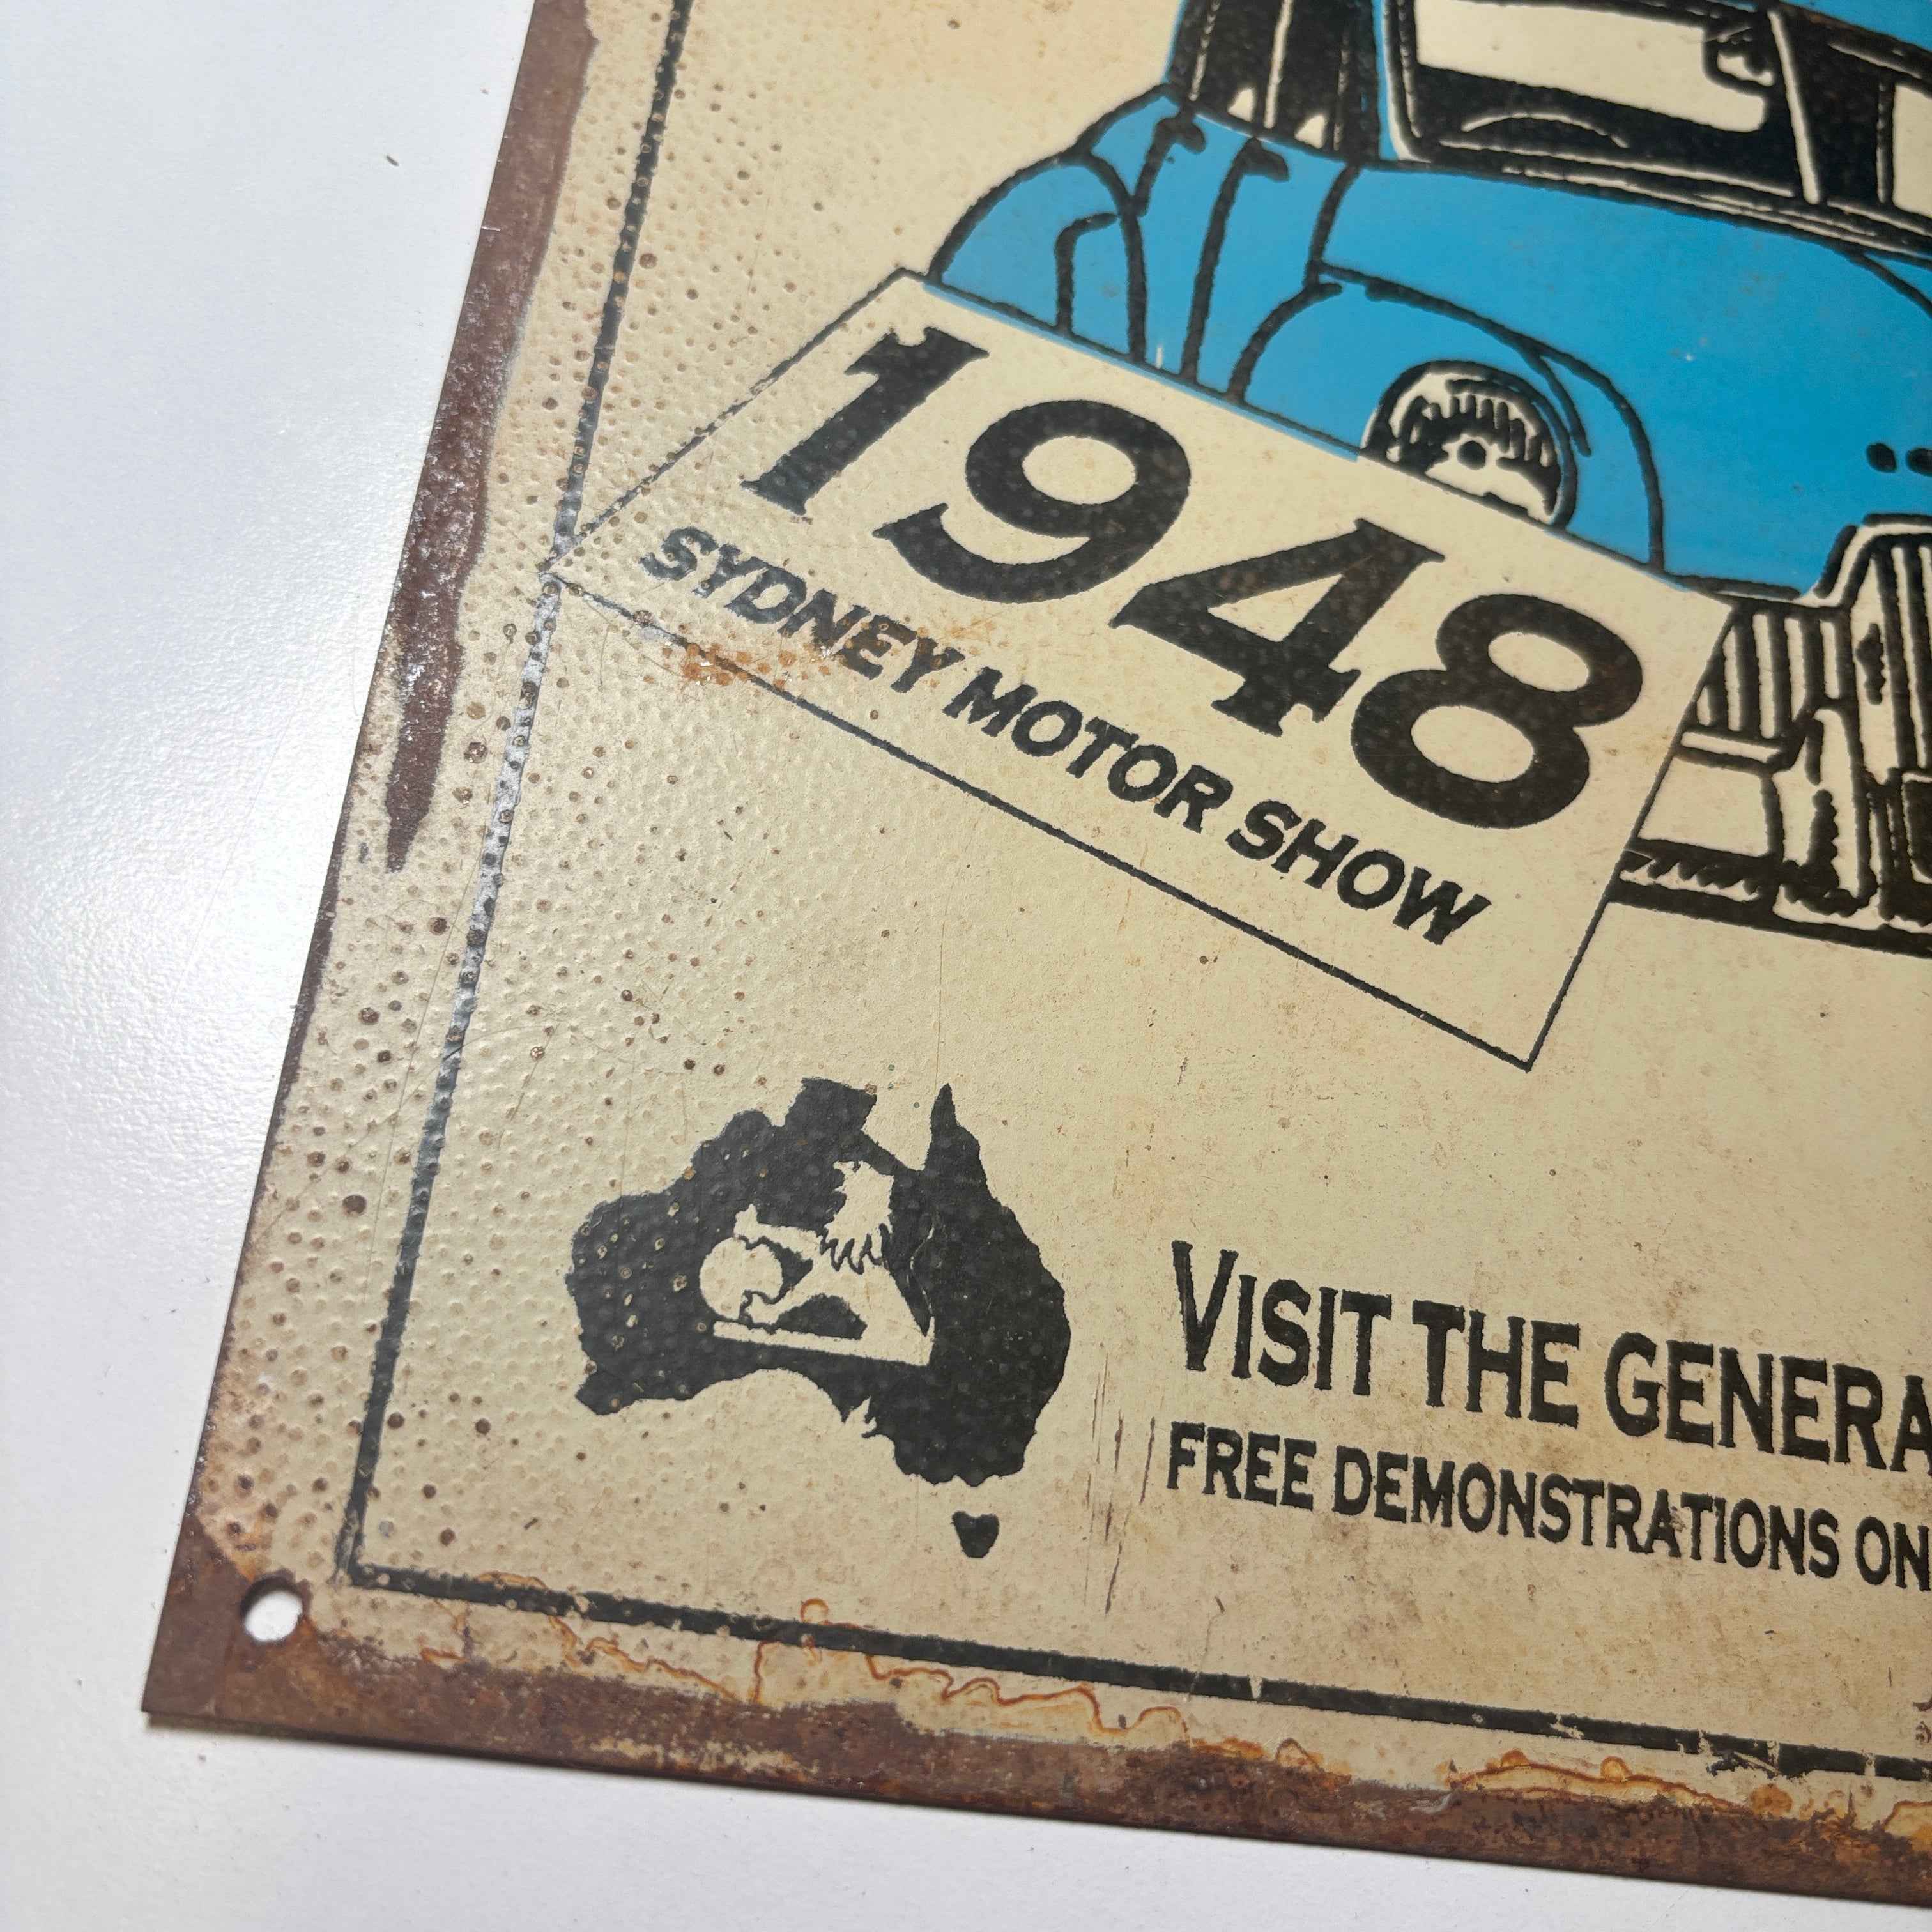 1948
SYDNEY MOTOR SHOW
VISIT THE GENERA
FREE DEMONSTRATIONS ON